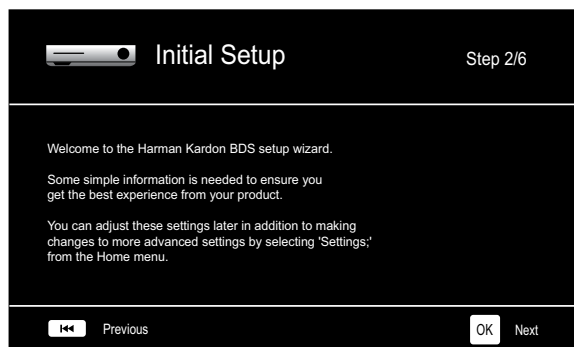 Initial Setup
Step 2/6
Welcome to the Harman Kardon BDS setup wizard.
Some simple information is needed to ensure you
get the best experience from your product.
You can adjust these settings later in addition to making
changes to more advanced settings by selecting 'Settings;'
from the Home menu.
Previous
OK Next